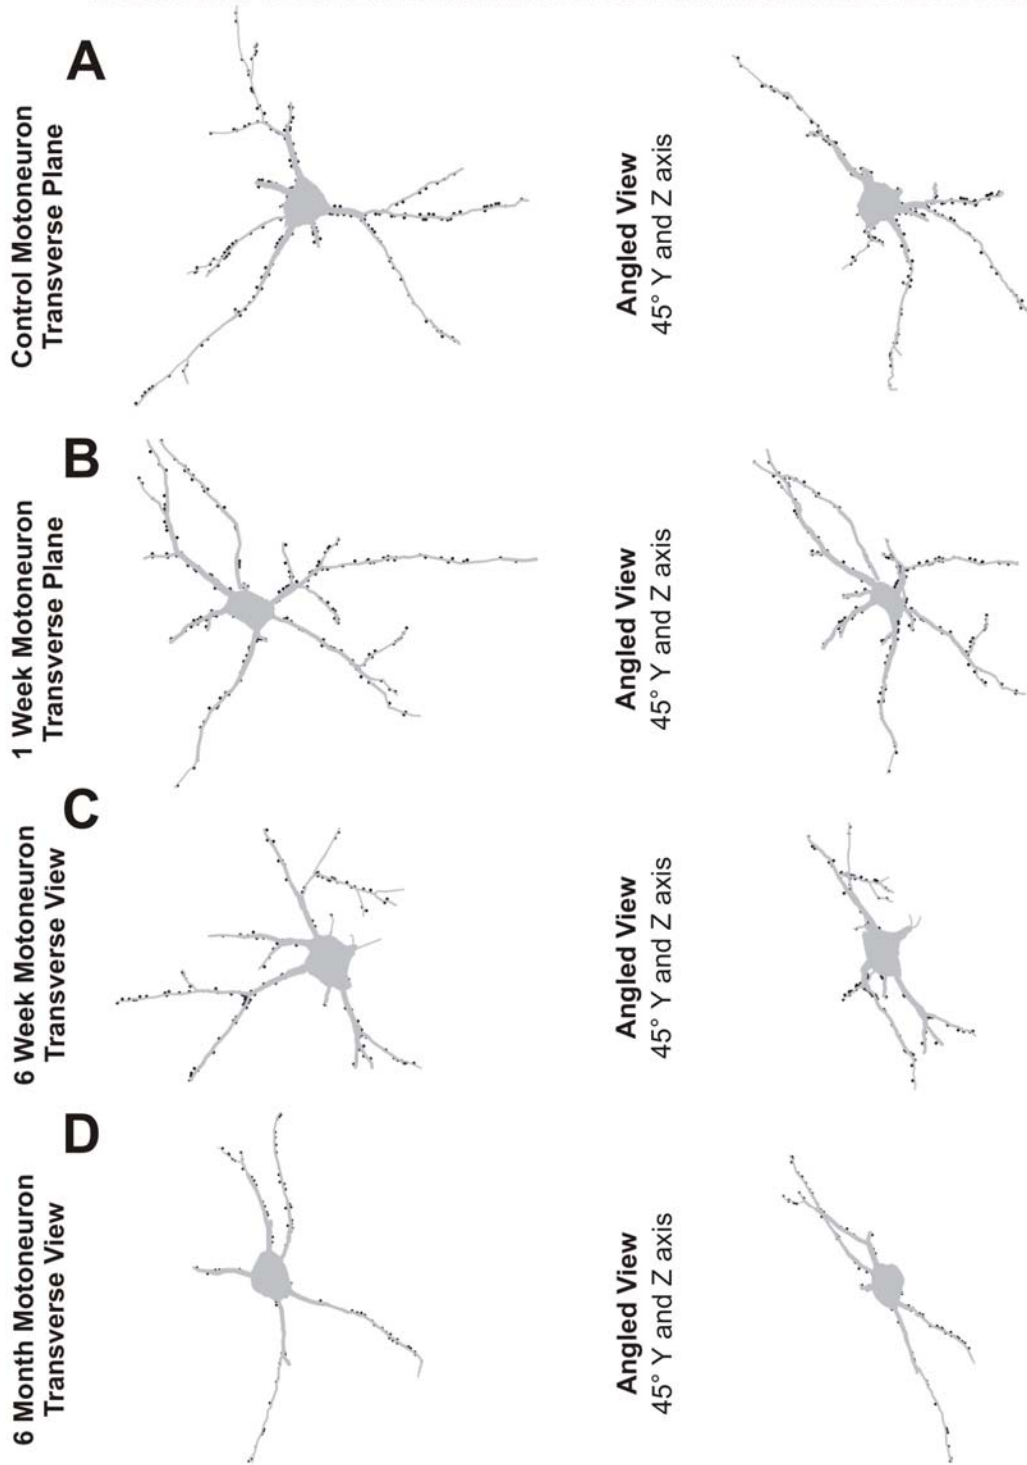 A
Control Motoneuron
Transverse Plane
Angled View
45° Y and Z axis
B
1 Week Motoneuron
Transverse Plane
Angled View
45° Y and Z axis
C
6 Week Motoneuron
Transverse View
Angled View
45° Y and Z axis
D
6 Month Motoneuron
Transverse View
Angled View
45° Y and Z axis